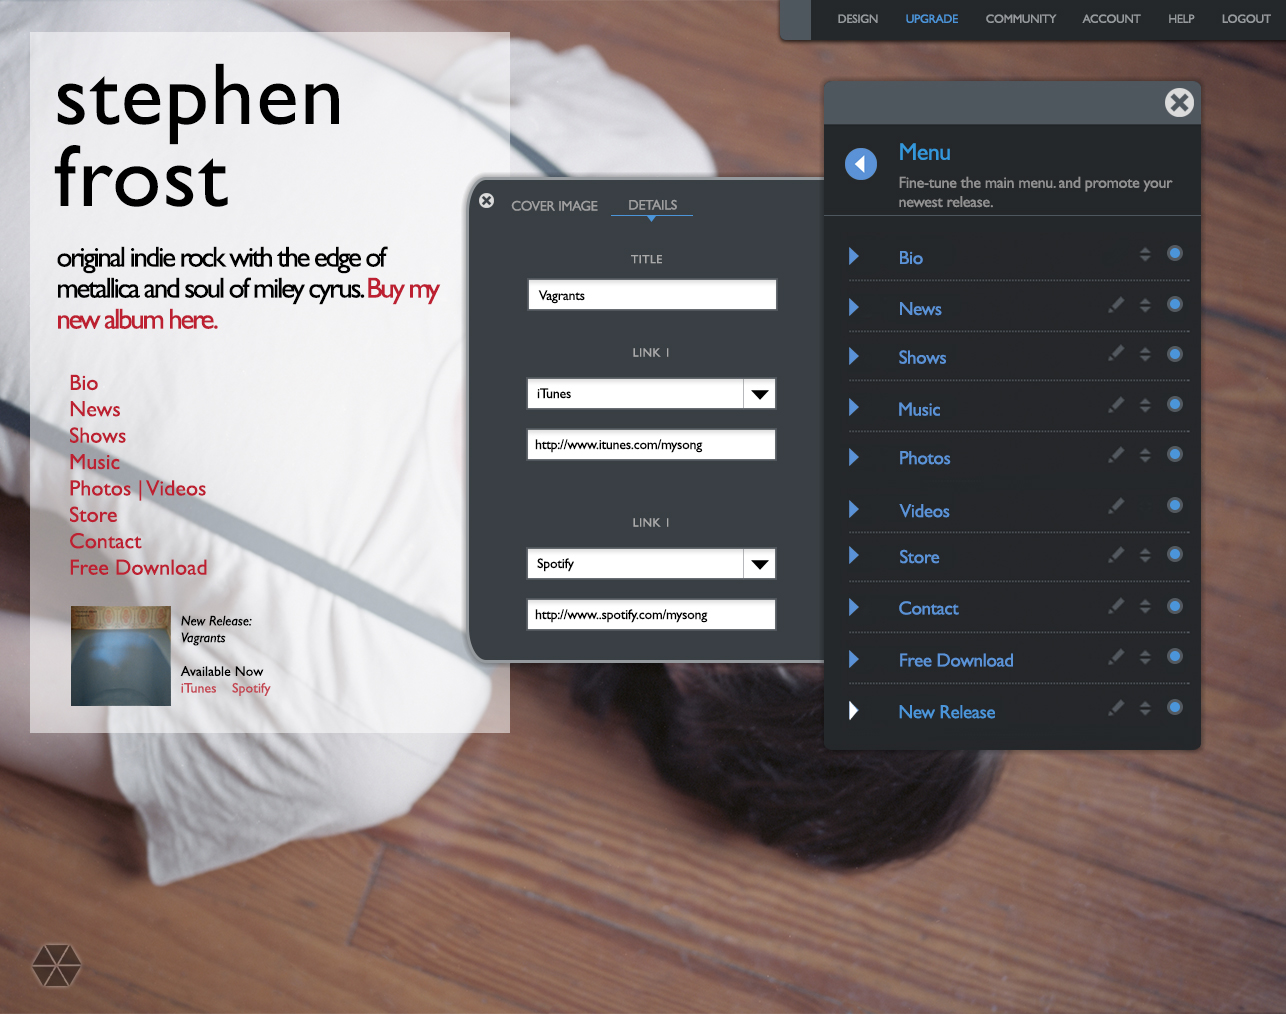 DESIGN UPGRADE COMMUNITY ACCOUNT HELP LOGOUT
stephen
frost
original indie rock with the edge of
metallica and soul of miley cyrus. Buy my
new album here.
Bio
News
Shows
Music
Photos | Videos
Store
Contact
Free Download
New Release:
Vagrants
Available Now
iTunes Spotify
COVER IMAGE DETAILS
TITLE
Vagrants
LINK 1
iTunes
http://www.itunes.com/mysong
LINK 1
Spotify
http://www..spotify.com/mysong
Menu
Fine-tune the main menu. and promote your
newest release.
Bio
News
Shows
Music
Photos
Videos
Store
Contact
Free Download
New Release